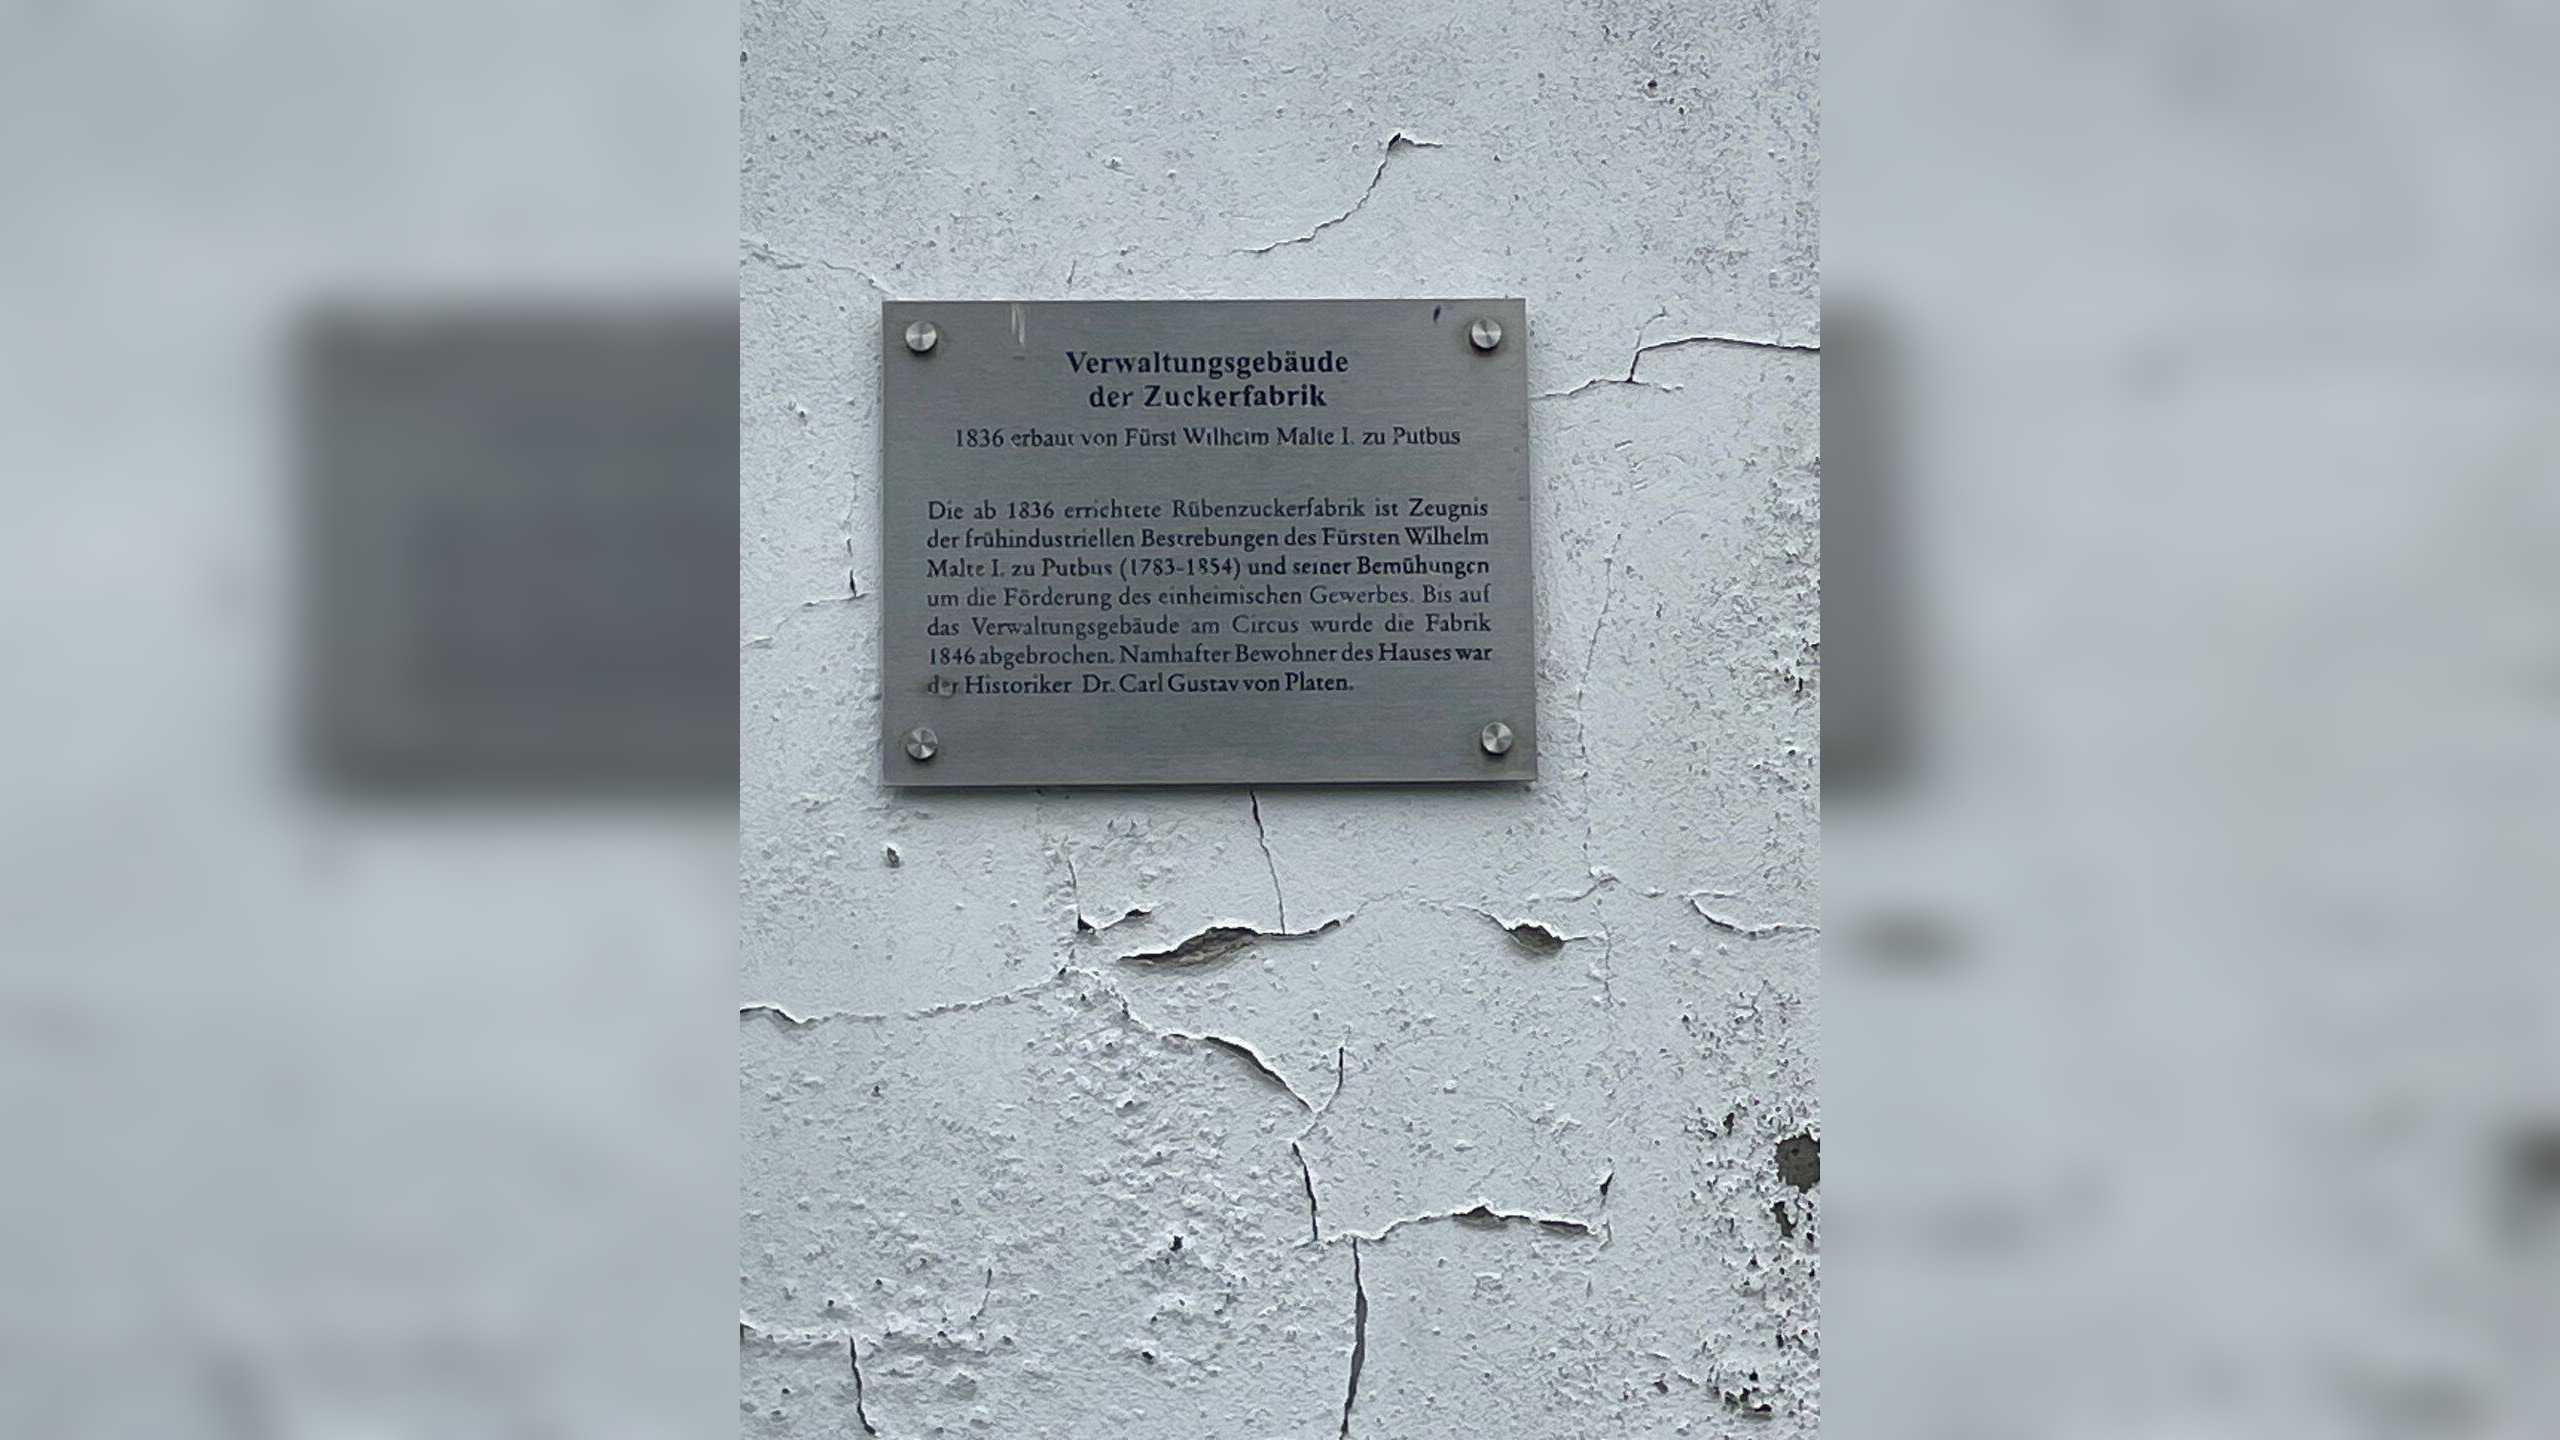 Verwaltungsgebäude
der Zuckerfabrik
1836 erbaut von Fürst Wilhelm Malte I. zu Putbus
Die ab 1836 errichtete Rübenzuckerfabrik ist Zeugnis
der frühindustriellen Bestrebungen des Fürsten Wilhelm
Malte I. zu Putbus (1783-1854) und seiner Bemühungen
um die Förderung des einheimischen Gewerbes. Bis auf
das Verwaltungsgebäude am Circus wurde die Fabrik
1846 abgebrochen. Namhafter Bewohner des Hauses war
der Historiker Dr. Carl Gustav von Platen.